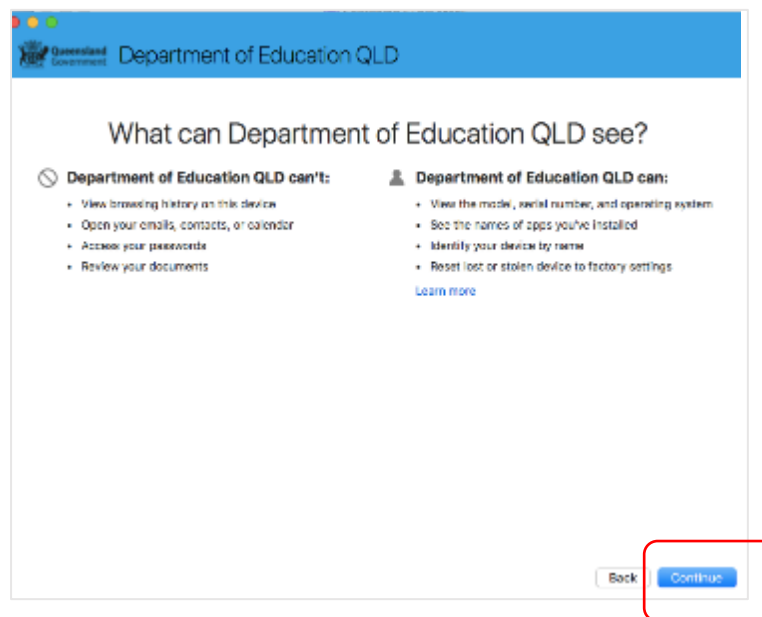 Queensland
Government
Department of Education QLD
What can Department of Education QLD see?
Department of Education QLD can't:
• View browsing history on this device
• Open your emails, contacts, or calendar
• Access your passwords
• Review your documents
Department of Education QLD can:
• View the model, serial number, and operating system
• See the names of apps you've installed
• Identify your device by name
• Reset lost or stolen device to factory settings
Learn more
Back
Continue